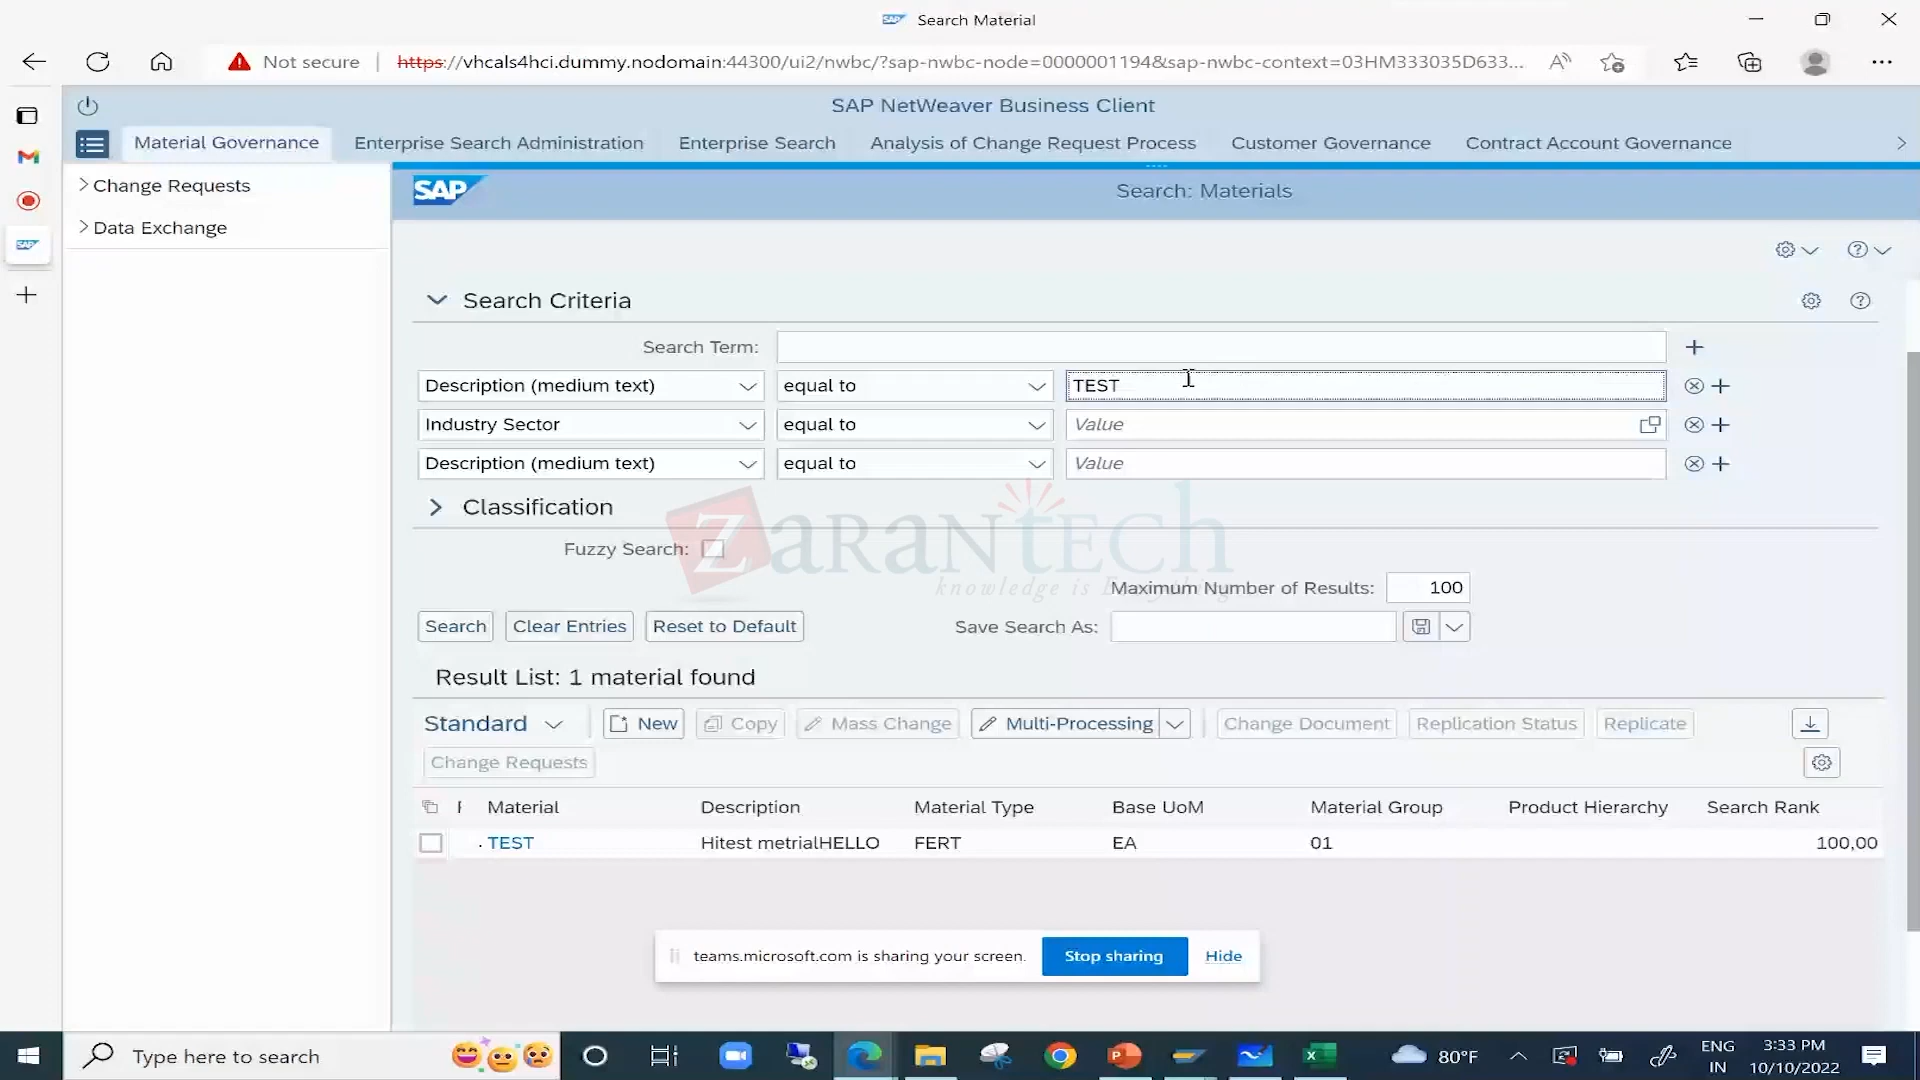 SAP Search Material
Not secure https://vhcals4hci.dummy.nodomain:44300/ui2/nwbc/?sap-nwbc-node=0000001194&sap-nwbc-context=03HM333035D633...
SAP NetWeaver Business Client
Material Governance Enterprise Search Administration Enterprise Search Analysis of Change Request Process Customer Governance Contract Account Governance
Change Requests
Data Exchange
SAP Search: Materials
Search Criteria
Search Term:
Description (medium text) equal to TEST
Industry Sector equal to Value
Description (medium text) equal to Value
Classification
ZaranTech
Fuzzy Search:
Maximum Number of Results: 100
Search Clear Entries Reset to Default Save Search As:
Result List: 1 material found
Standard New Copy Mass Change Multi-Processing Change Document Replication Status Replicate
Change Requests
Material Description Material Type Base UoM Material Group Product Hierarchy Search Rank
TEST Hitest metrialHELLO FERT EA 01 100,00
teams.microsoft.com is sharing your screen. Stop sharing Hide
Type here to search 80°F ENG 3:33 PM
IN 10/10/2022